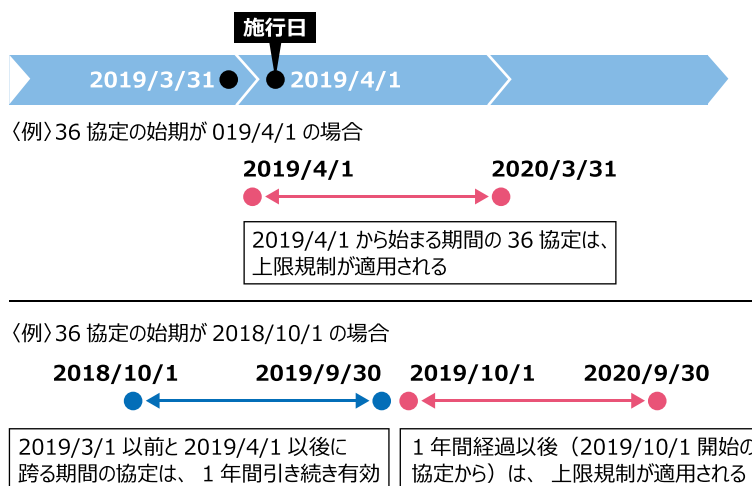 施行日
2019/3/31 2019/4/1
〈例〉36 協定の始期が 019/4/1 の場合
2019/4/1 2020/3/31
2019/4/1 から始まる期間の 36 協定は、
上限規制が適用される
〈例〉36 協定の始期が 2018/10/1 の場合
2018/10/1 2019/9/30 2019/10/1 2020/9/30
2019/3/1 以前と 2019/4/1 以後に
跨る期間の協定は、1 年間引き続き有効
1 年間経過以後（2019/10/1 開始の
協定から）は、上限規制が適用される